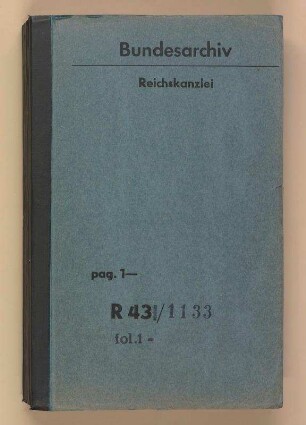 Bundesarchiv
Reichskanzlei
pag. 1—
R 43I/1133
fol.1 -